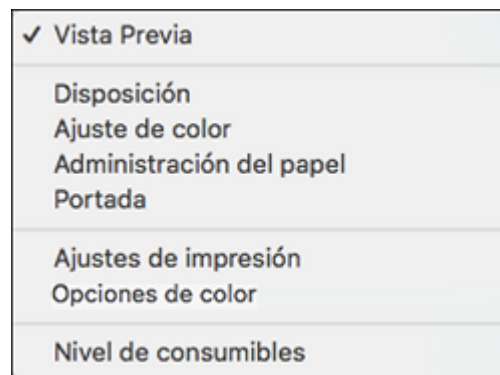 ✓ Vista Previa
Disposición
Ajuste de color
Administración del papel
Portada
Ajustes de impresión
Opciones de color
Nivel de consumibles